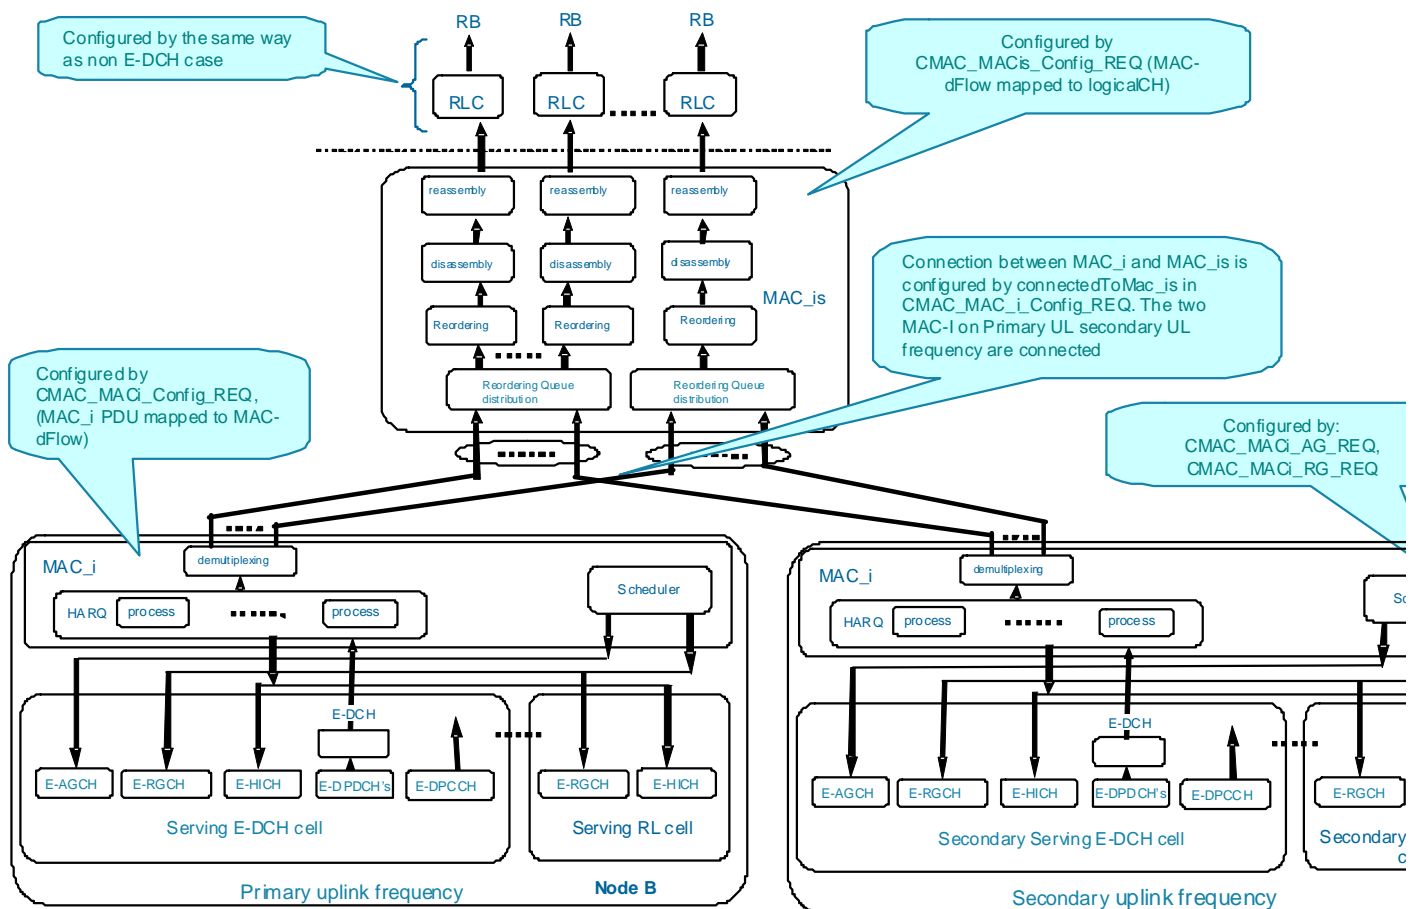 RB
RB
RB
Configured by the same way
as non E-DCH case
Configured by
CMAC_MACis_Config_REQ (MAC-
dFlow mapped to logicalCH)
RLC
RLC
RLC
reassembly
reassembly
reassembly
disassembly
disassembly
disassembly
MAC_is
Reordering
Reordering
Reordering
Connection between MAC_i and MAC_is is
configured by connectedToMac_is in
CMAC_MAC_i_Config_REQ. The two
MAC-I on Primary UL secondary UL
frequency are connected
Reordering Queue
distribution
Reordering Queue
distribution
Configured by
CMAC_MACi_Config_REQ,
(MAC_i PDU mapped to MAC-
dFlow)
Configured by:
CMAC_MACi_AG_REQ,
CMAC_MACi_RG_REQ
MAC_i
demultiplexing
Scheduler
HARQ
process
process
E-DCH
E-AGCH
E-RGCH
E-HICH
E-DPDCH's
E-DPCCH
E-RGCH
E-HICH
Serving E-DCH cell
Serving RL cell
Primary uplink frequency
Node B
MAC_i
demultiplexing
HARQ
process
process
E-DCH
E-AGCH
E-RGCH
E-HICH
E-DPDCH's
E-DPCCH
E-RGCH
Secondary Serving E-DCH cell
Secondary
Secondary uplink frequency